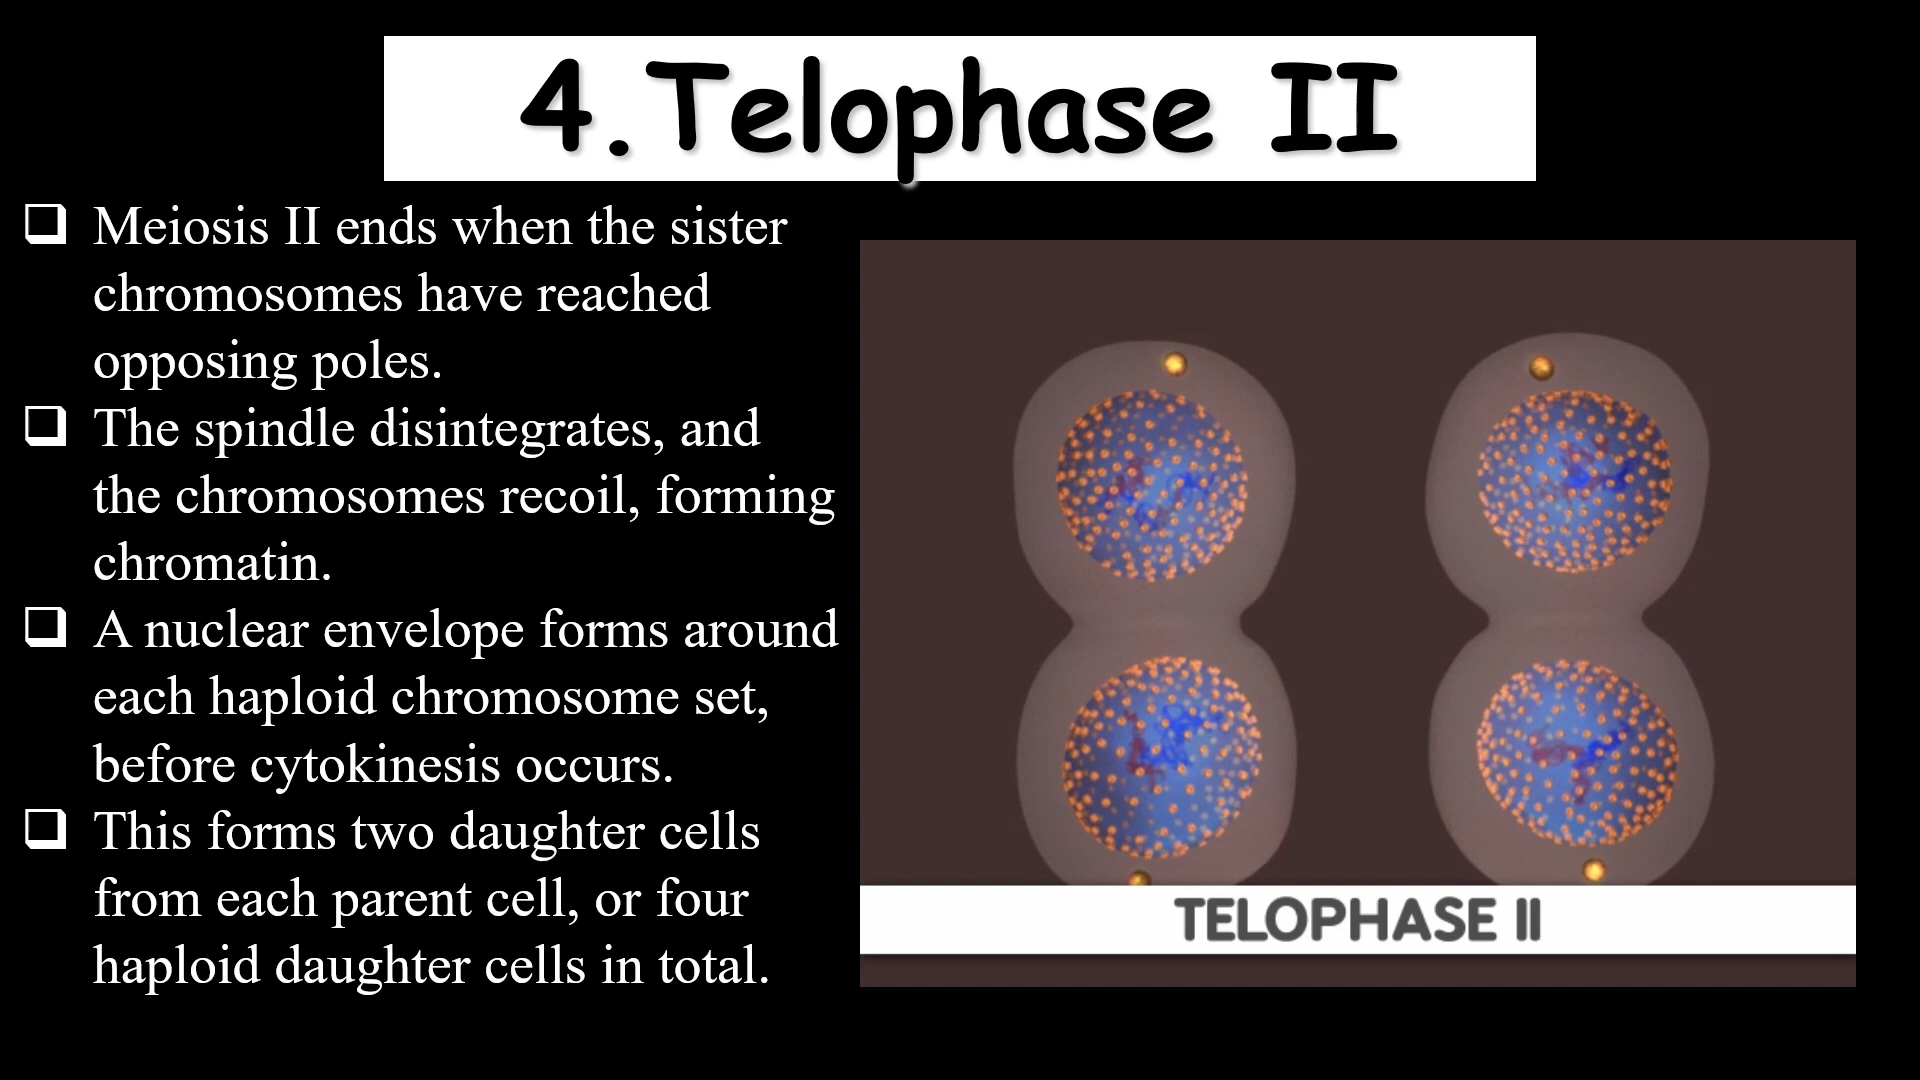 4.Telophase II
❑ Meiosis II ends when the sister
chromosomes have reached
opposing poles.
❑ The spindle disintegrates, and
the chromosomes recoil, forming
chromatin.
❑ A nuclear envelope forms around
each haploid chromosome set,
before cytokinesis occurs.
❑ This forms two daughter cells
from each parent cell, or four
haploid daughter cells in total.
TELOPHASE II